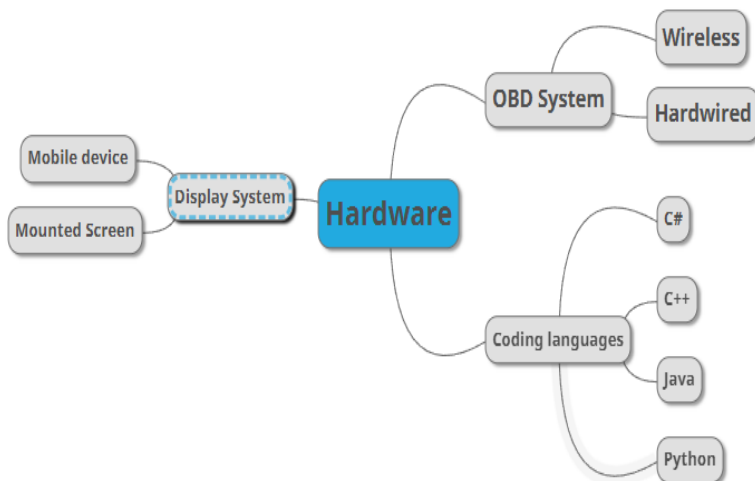 Wireless
OBD System
Hardwired
Mobile device
Display System
Mounted Screen
Hardware
C#
C++
Coding languages
Java
Python